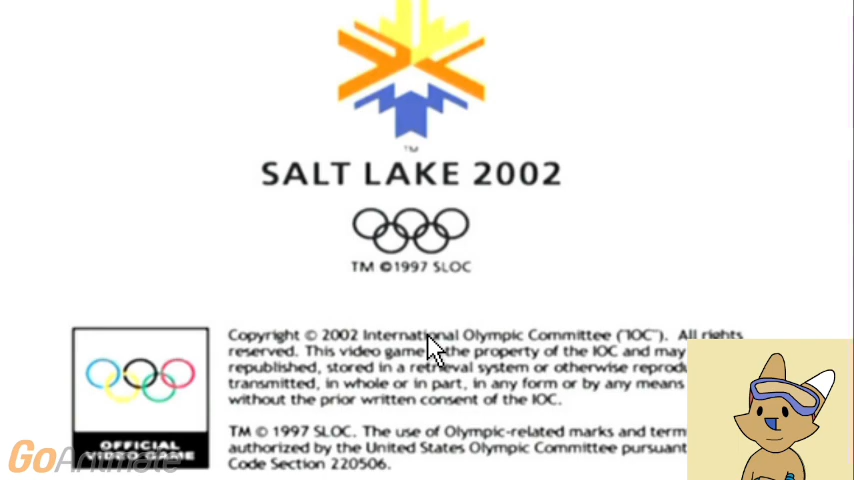 TM
SALT LAKE 2002
TM ©1997 SLOC
Copyright © 2002 International Olympic Committee ("IOC"). All rights
reserved. This video game the property of the IOC and may
republished, stored in a retrieval system or otherwise
transmitted, in whole or in part, in any form or by any means
without the prior written consent of the IOC.
TM © 1997 SLOC. The use of Olympic-related marks and
authorized by the United States Olympic Committee pursuant
Code Section 220506.
OFFICIAL
VIDEO GAME
GoAnimate